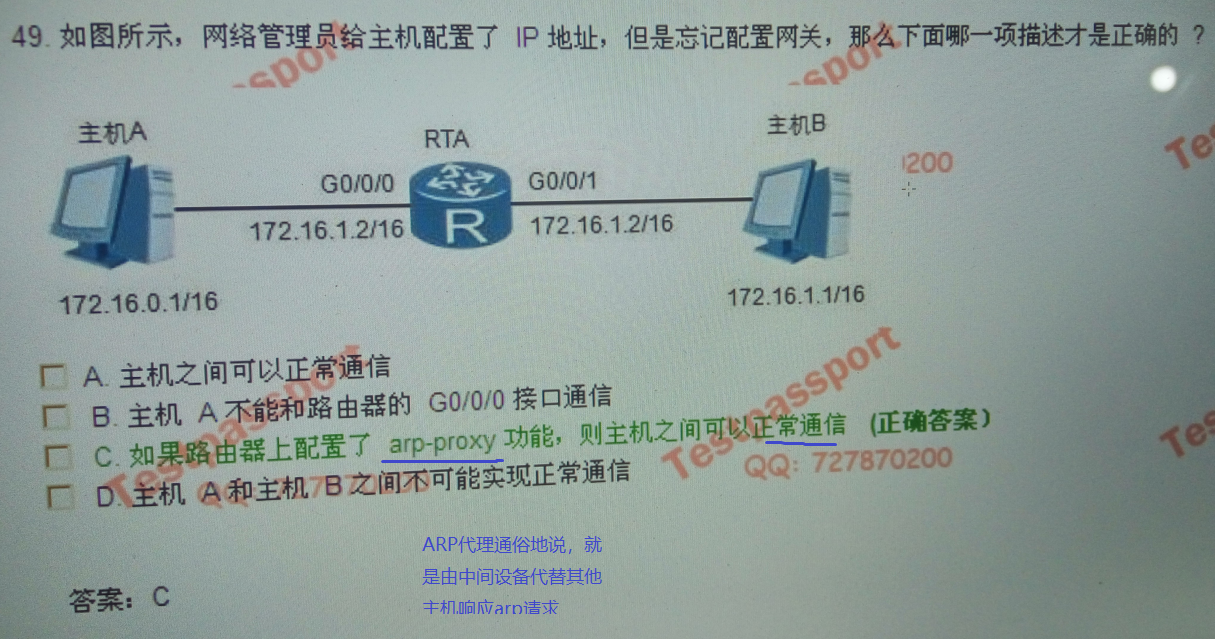 49. 如图所示，网络管理员给主机配置了 IP 地址，但是忘记配置网关，那么下面哪一项描述才是正确的 ？
sspport
sspport
主机A
RTA
主机B
Tes
0200
G0/0/0
G0/0/1
172.16.1.2/16
R
172.16.1.2/16
172.16.0.1/16
172.16.1.1/16
A. 主机之间可以正常通信
B. 主机 A 不能和路由器的 G0/0/0 接口通信
C. 如果路由器上配置了 arp-proxy 功能，则主机之间可以正常通信 (正确答案）
D. 主机 A 和主机 B 之间不可能实现正常通信
Testpassport
Testpassport
QQ: 727870200
Tes
ARP代理通俗地说，就
是由中间设备代替其他
主机响应arp请求
答案：C